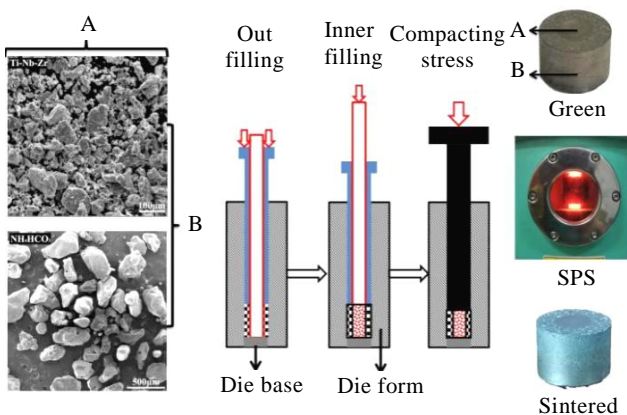 A
Ti-Nb-Zr
100μm
B
NH₄HCO₃
500μm
Out
filling
Inner
filling
Compacting
stress
Die base
Die form
A
B
Green
SPS
Sintered